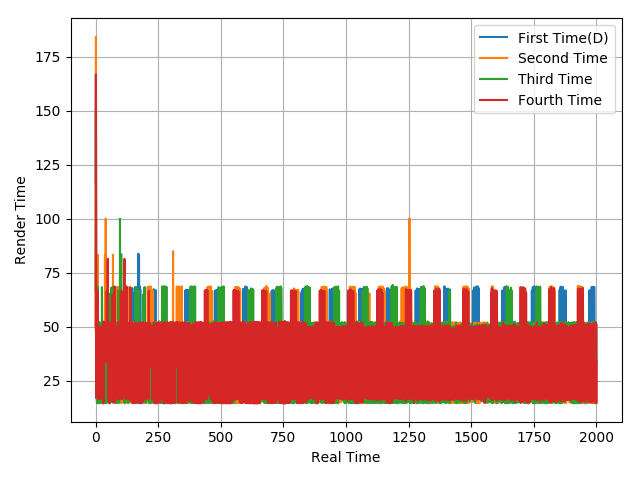 First Time(D)
Second Time
Third Time
Fourth Time
175
150
125
100
75
50
25
Render Time
0
250
500
750
1000
1250
1500
1750
2000
Real Time